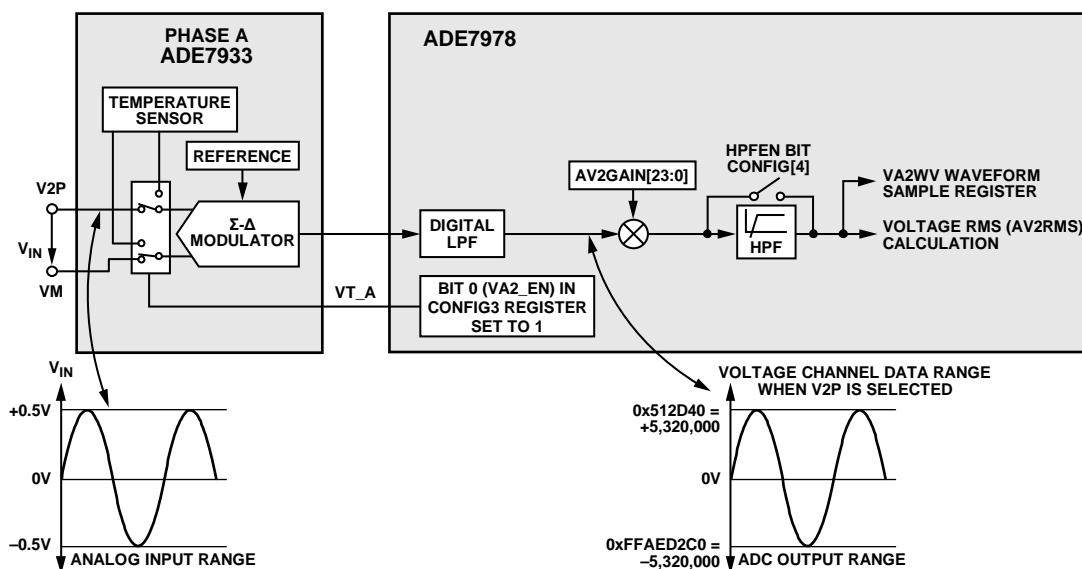 PHASE A
ADE7933
TEMPERATURE
SENSOR
REFERENCE
V2P
VIN
VM
Σ-Δ
MODULATOR
VT_A
ADE7978
DIGITAL
LPF
AV2GAIN[23:0]
HPFEN BIT
CONFIG[4]
HPF
VA2WV WAVEFORM
SAMPLE REGISTER
VOLTAGE RMS (AV2RMS)
CALCULATION
BIT 0 (VA2_EN) IN
CONFIG3 REGISTER
SET TO 1
VIN
+0.5V
0V
–0.5V
ANALOG INPUT RANGE
VOLTAGE CHANNEL DATA RANGE
WHEN V2P IS SELECTED
0x512D40 =
+5,320,000
0V
0xFFAED2C0 =
–5,320,000
ADC OUTPUT RANGE